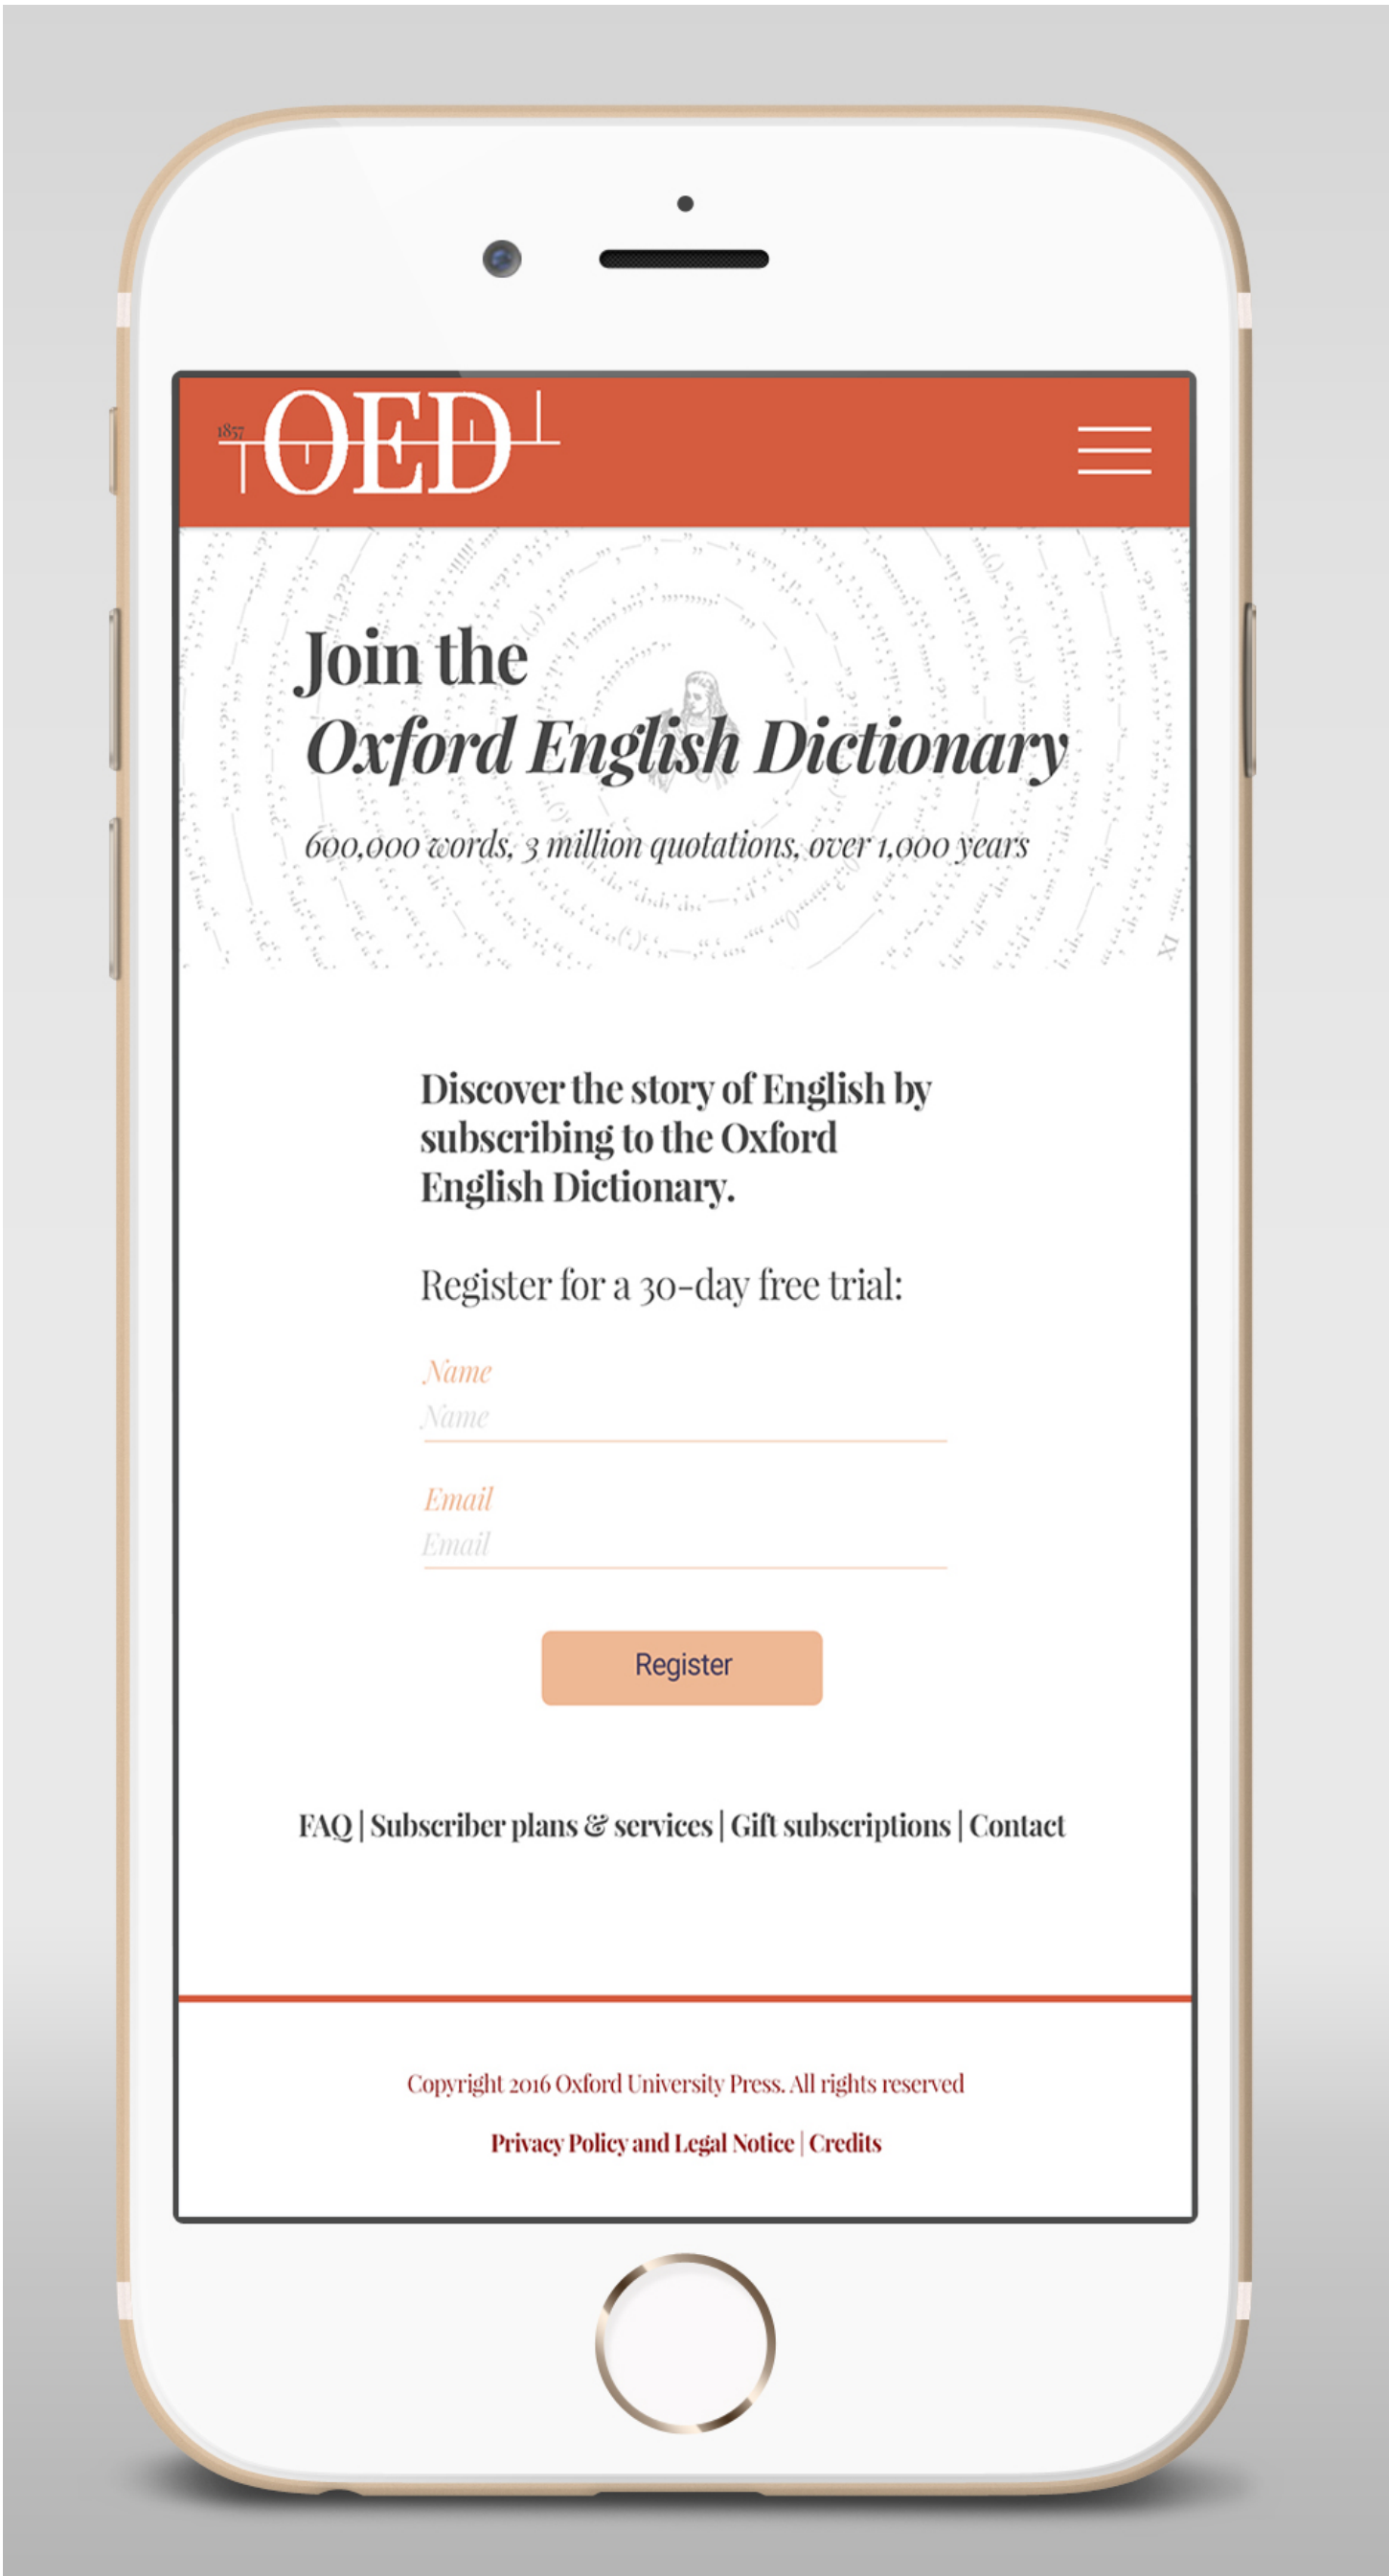 1857
OED
Join the
Oxford English Dictionary
600,000 words, 3 million quotations, over 1,000 years
IX
Discover the story of English by
subscribing to the Oxford
English Dictionary.
Register for a 30-day free trial:
Name
Name
Email
Email
Register
FAQ | Subscriber plans & services | Gift subscriptions | Contact
Copyright 2016 Oxford University Press. All rights reserved
Privacy Policy and Legal Notice | Credits